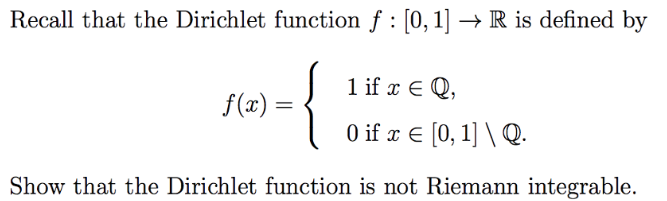 Recall that the Dirichlet function f : [0, 1] → ℝ is defined by
f(x) = { 1 if x ∈ ℚ,
0 if x ∈ [0, 1] \ ℚ.
Show that the Dirichlet function is not Riemann integrable.